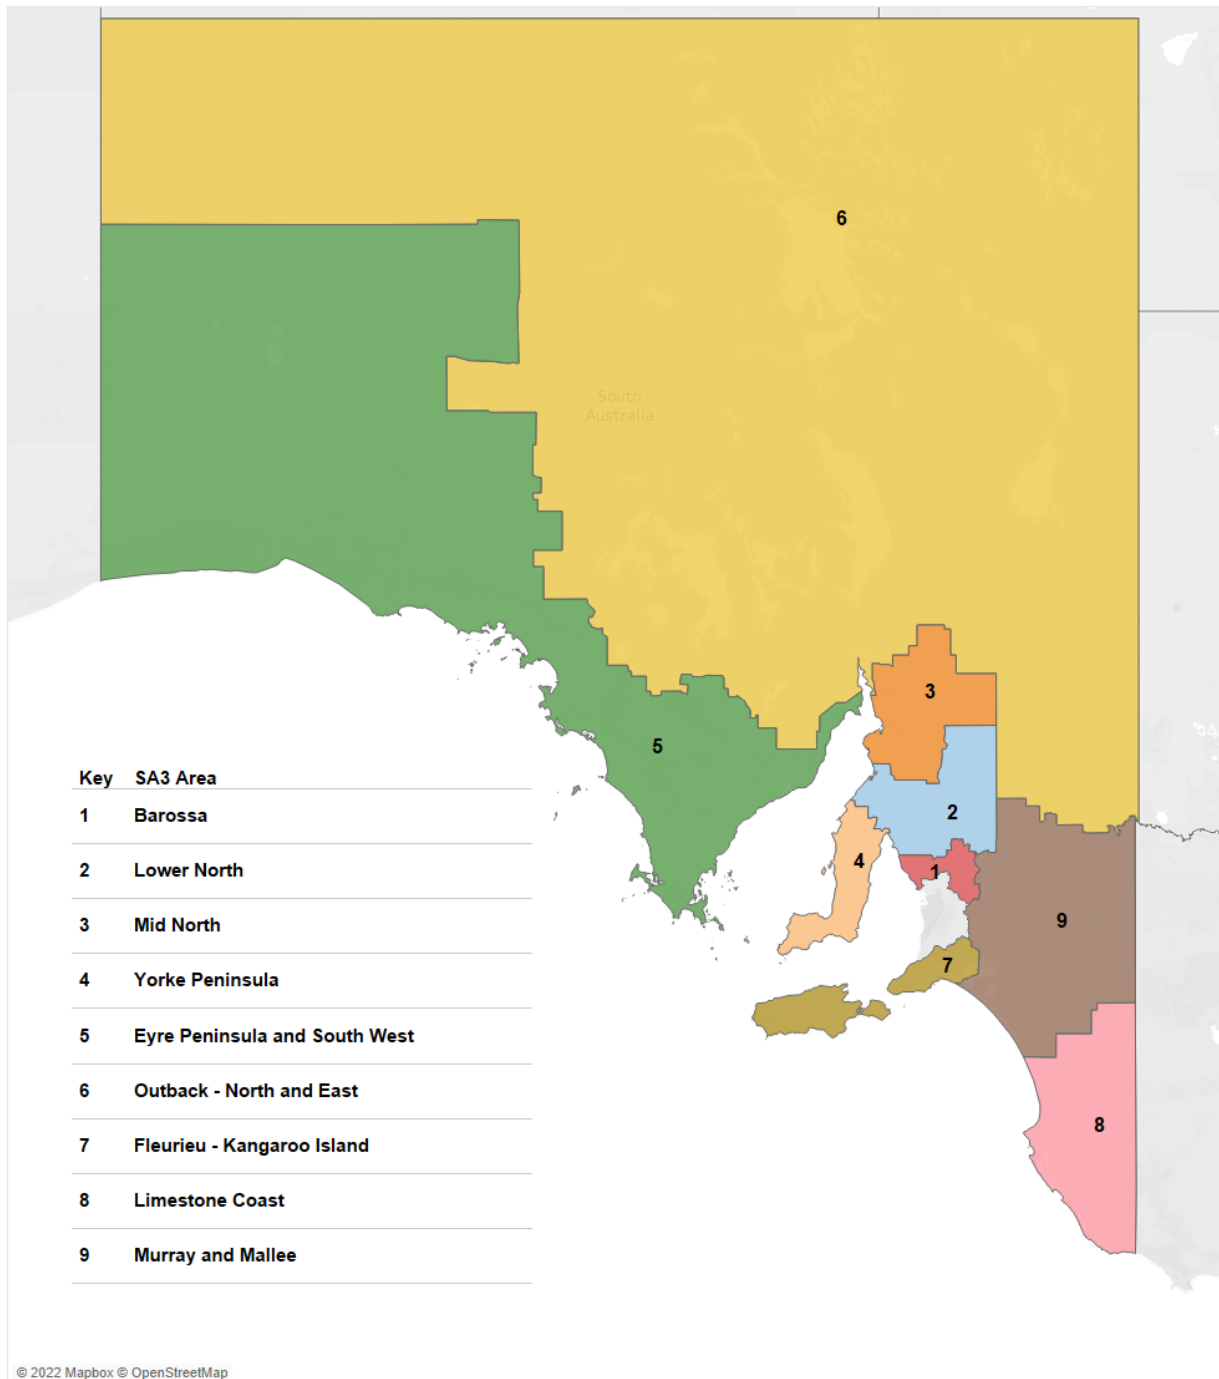 6
South
Australia
3
5
2
4
1
9
7
8
Key SA3 Area
1 Barossa
2 Lower North
3 Mid North
4 Yorke Peninsula
5 Eyre Peninsula and South West
6 Outback - North and East
7 Fleurieu - Kangaroo Island
8 Limestone Coast
9 Murray and Mallee
© 2022 Mapbox © OpenStreetMap